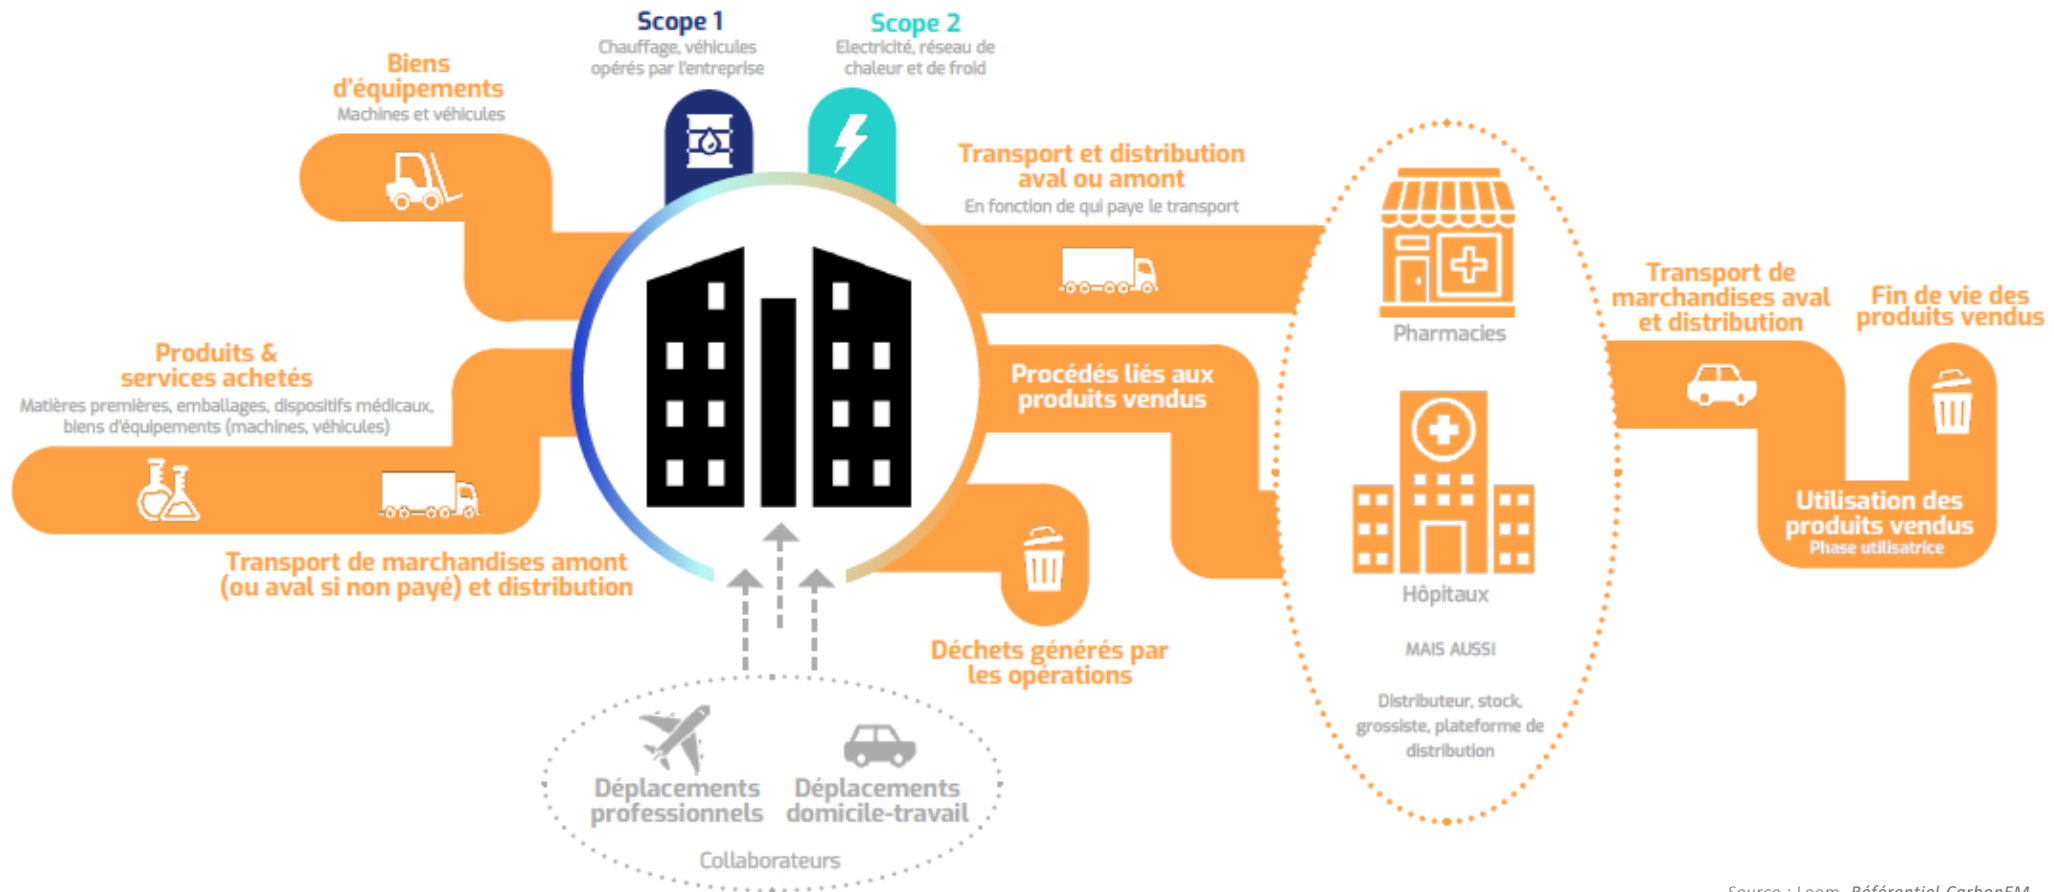 Scope 1
Chauffage, véhicules
opérés par l'entreprise
Scope 2
Electricité, réseau de
chaleur et de froid
Biens
d'équipements
Machines et véhicules
Transport et distribution
aval ou amont
En fonction de qui paye le transport
Produits &
services achetés
Matières premières, emballages, dispositifs médicaux,
biens d'équipements (machines, véhicules)
Transport de marchandises amont
(ou aval si non payé) et distribution
Procédés liés aux
produits vendus
Déchets générés par
les opérations
Déplacements
professionnels
Déplacements
domicile-travail
Collaborateurs
Pharmacies
Hôpitaux
MAIS AUSSI
Distributeur, stock,
grossiste, plateforme de
distribution
Transport de
marchandises aval
et distribution
Fin de vie des
produits vendus
Utilisation des
produits vendus
Phase utilisatrice
Source : Loom, Référentiel CarbonEM